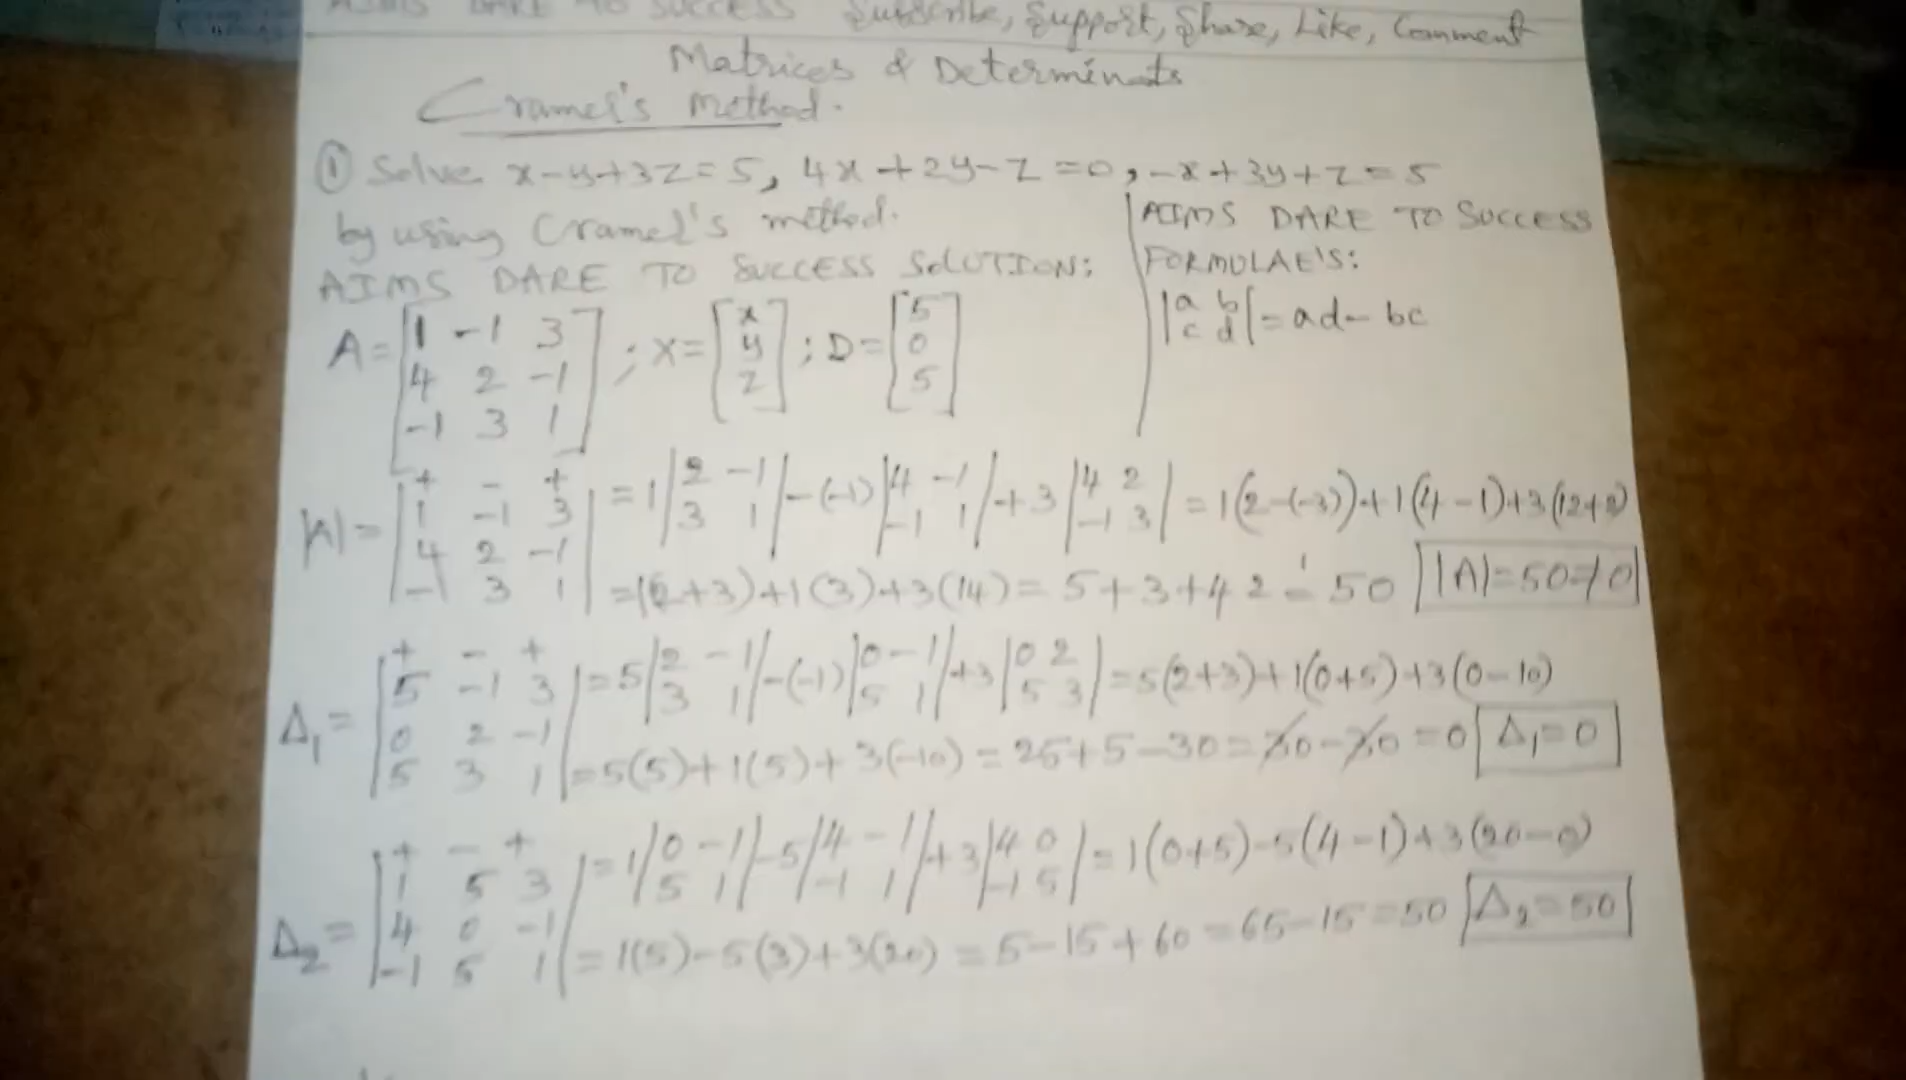 AIMS DARE TO SUCCESS Subscribe, Support, Share, Like, Comment
Matrices & Determinats
Cramel's Method.
① Solve x-y+3z=5, 4x+2y-z=0, -x+3y+z=5
by using Cramel's method.
AIMS DARE TO SUCCESS SOLUTION:
AIMS DARE TO SUCCESS
FORMULAE'S:
|a b; c d| = ad - bc
A = [1 -1 3; 4 2 -1; -1 3 1] ; X = [x; y; z] ; D = [5; 0; 5]
+ - +
|A| = |1 -1 3; 4 2 -1; -1 3 1| = 1|2 -1; 3 1| -(-1)|4 -1; -1 1| +3|4 2; -1 3| = 1(2-(-3))+1(4-1)+3(12+2)
=1(2+3)+1(3)+3(14) = 5+3+42 = 50 |A|=50≠0
+ - +
Δ₁ = |5 -1 3; 0 2 -1; 5 3 1| = 5|2 -1; 3 1| -(-1)|0 -1; 5 1| +3|0 2; 5 3| = 5(2+3)+1(0+5)+3(0-10)
= 5(5)+1(5)+3(-10) = 25+5-30 = 30-30 = 0 Δ₁=0
+ - +
Δ₂ = |1 5 3; 4 0 -1; -1 5 1| = 1|0 -1; 5 1| -5|4 -1; -1 1| +3|4 0; -1 5| = 1(0+5)-5(4-1)+3(20-0)
= 1(5)-5(3)+3(20) = 5-15+60 = 65-15 = 50 Δ₂=50